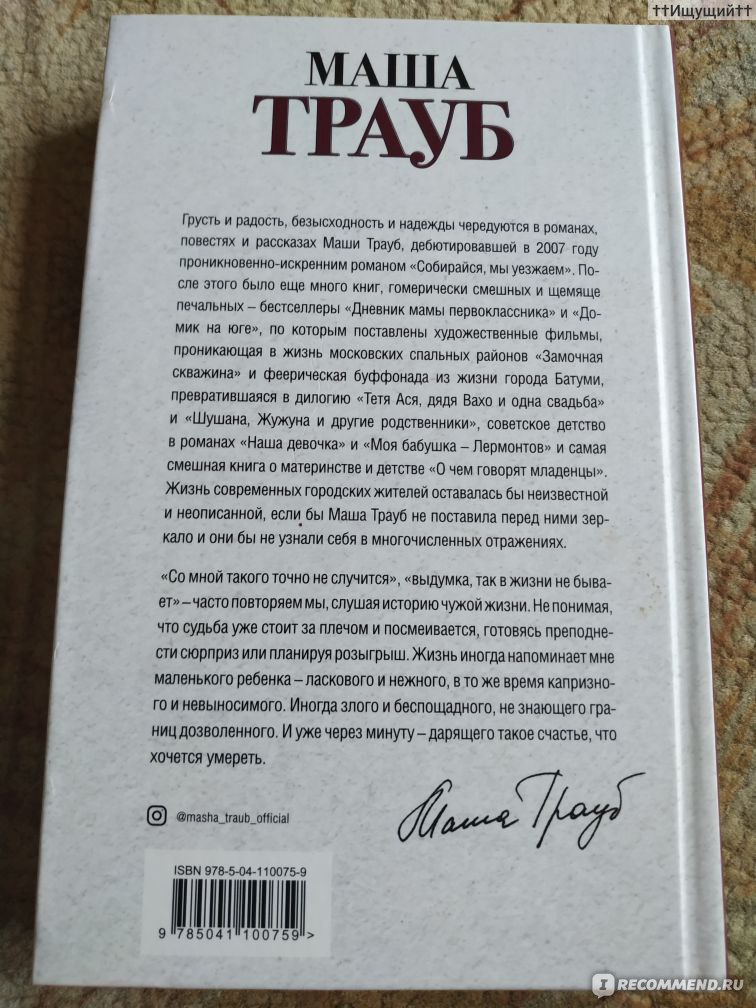 ††Ищущий††
МАША
ТРАУБ
Грусть и радость, безысходность и надежды чередуются в романах,
повестях и рассказах Маши Трауб, дебютировавшей в 2007 году
проникновенно-искренним романом «Собирайся, мы уезжаем». По-
сле этого было еще много книг, гомерически смешных и щемяще
печальных – бестселлеры «Дневник мамы первоклассника» и «До-
мик на юге», по которым поставлены художественные фильмы,
проникающая в жизнь московских спальных районов «Замочная
скважина» и феерическая буффонада из жизни города Батуми,
превратившаяся в дилогию «Тетя Ася, дядя Вахо и одна свадьба»
и «Шушана, Жужуна и другие родственники», советское детство
в романах «Наша девочка» и «Моя бабушка – Лермонтов» и самая
смешная книга о материнстве и детстве «О чем говорят младенцы».
Жизнь современных городских жителей оставалась бы неизвестной
и неописанной, если бы Маша Трауб не поставила перед ними зер-
кало и они бы не узнали себя в многочисленных отражениях.
«Со мной такого точно не случится», «выдумка, так в жизни не быва-
ет» – часто повторяем мы, слушая историю чужой жизни. Не понимая,
что судьба уже стоит за плечом и посмеивается, готовясь преподне-
сти сюрприз или планируя розыгрыш. Жизнь иногда напоминает мне
маленького ребенка – ласкового и нежного, в то же время капризно-
го и невыносимого. Иногда злого и беспощадного, не знающего гра-
ниц дозволенного. И уже через минуту – дарящего такое счастье, что
хочется умереть.
@masha_traub_official
Маша Трауб
ISBN 978-5-04-110075-9
9 785041 100759 >
I RECOMMEND.RU